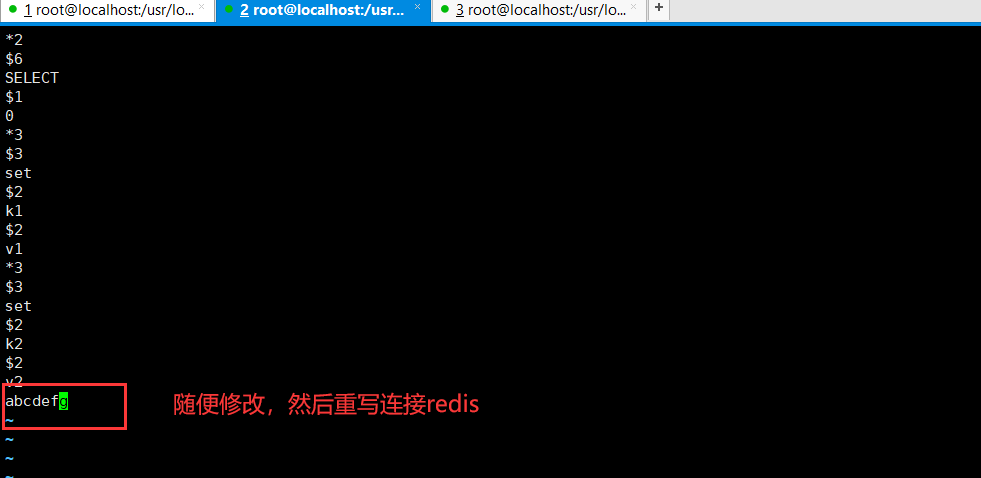 1 root@localhost:/usr/lo...× 2 root@localhost:/usr...× 3 root@localhost:/usr/lo...× +
*2
$6
SELECT
$1
0
*3
$3
set
$2
k1
$2
v1
*3
$3
set
$2
k2
$2
v2
abcdefg 随便修改，然后重写连接redis
~
~
~
~